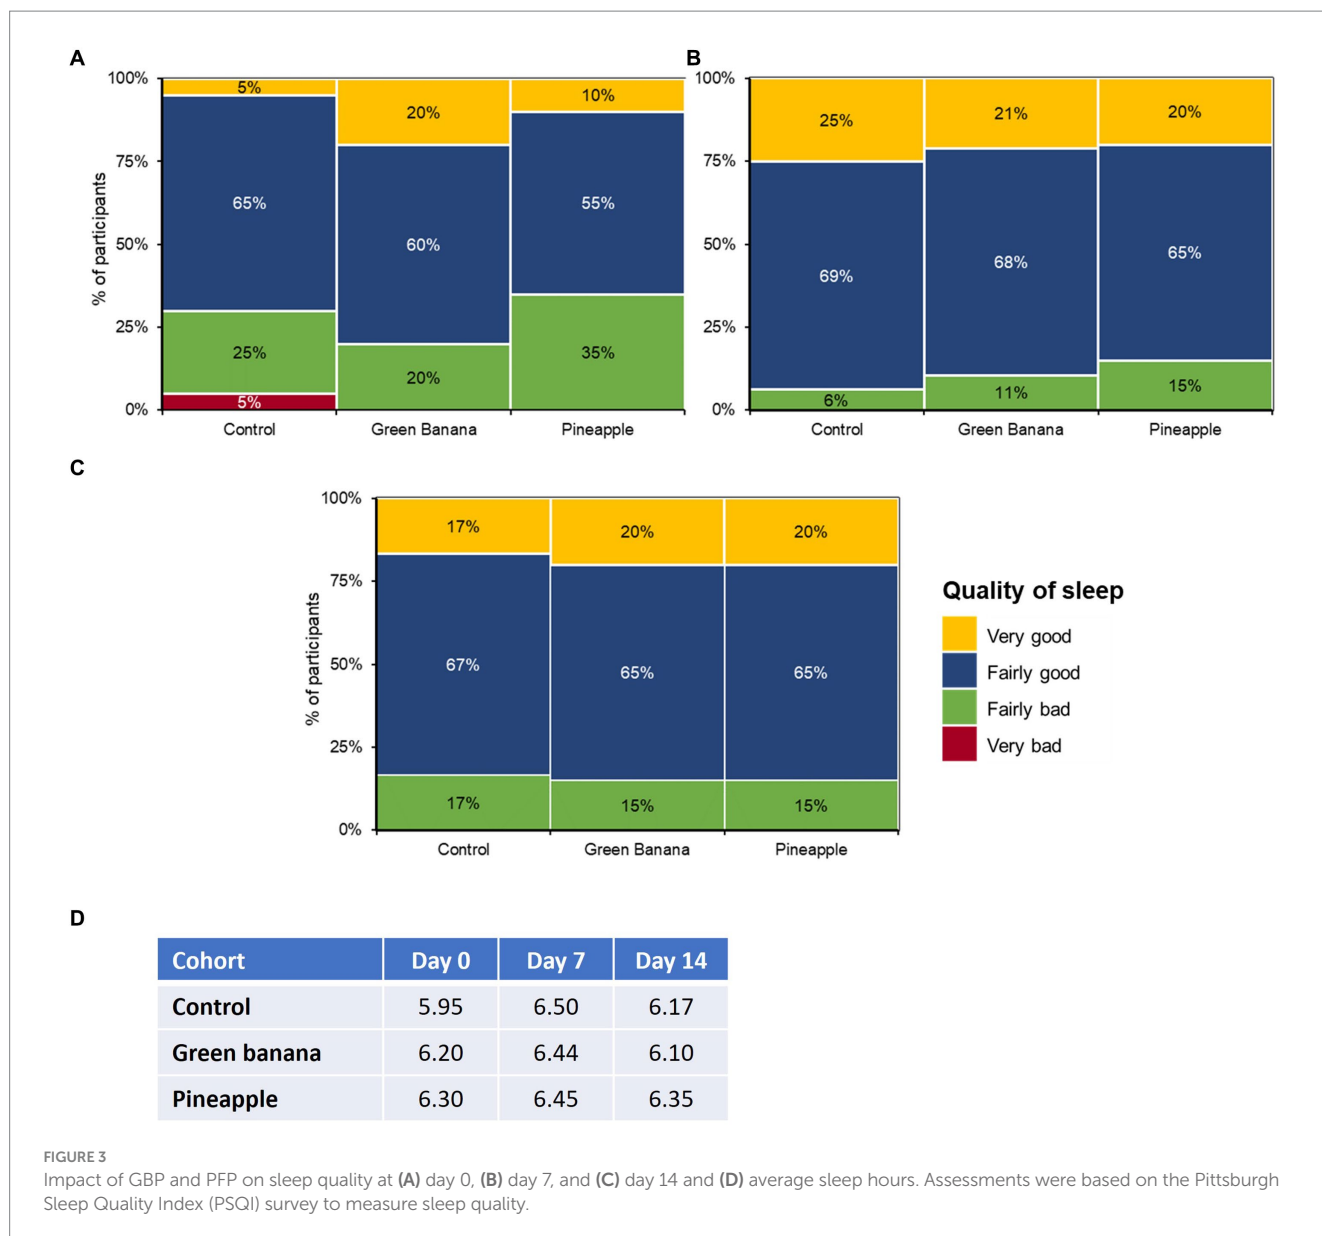 A
% of participants
100%
75%
50%
25%
0%
5%
65%
25%
5%
20%
60%
20%
10%
55%
35%
Control
Green Banana
Pineapple
B
100%
75%
50%
25%
0%
25%
69%
6%
21%
68%
11%
20%
65%
15%
Control
Green Banana
Pineapple
C
% of participants
100%
75%
50%
25%
0%
17%
67%
17%
20%
65%
15%
20%
65%
15%
Control
Green Banana
Pineapple
Quality of sleep
Very good
Fairly good
Fairly bad
Very bad
D
Cohort Day 0 Day 7 Day 14
Control 5.95 6.50 6.17
Green banana 6.20 6.44 6.10
Pineapple 6.30 6.45 6.35
FIGURE 3
Impact of GBP and PFP on sleep quality at (A) day 0, (B) day 7, and (C) day 14 and (D) average sleep hours. Assessments were based on the Pittsburgh
Sleep Quality Index (PSQI) survey to measure sleep quality.